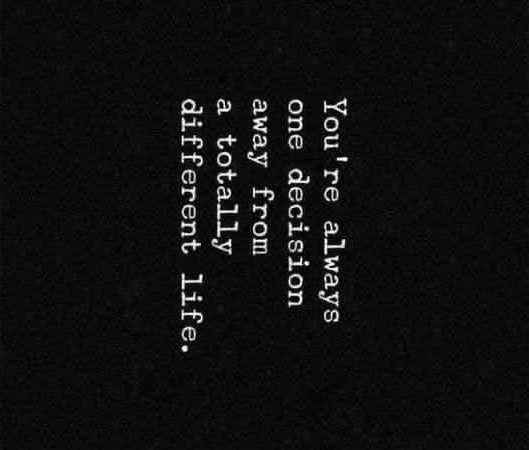 You're always
one decision
away from
a totally
different life.